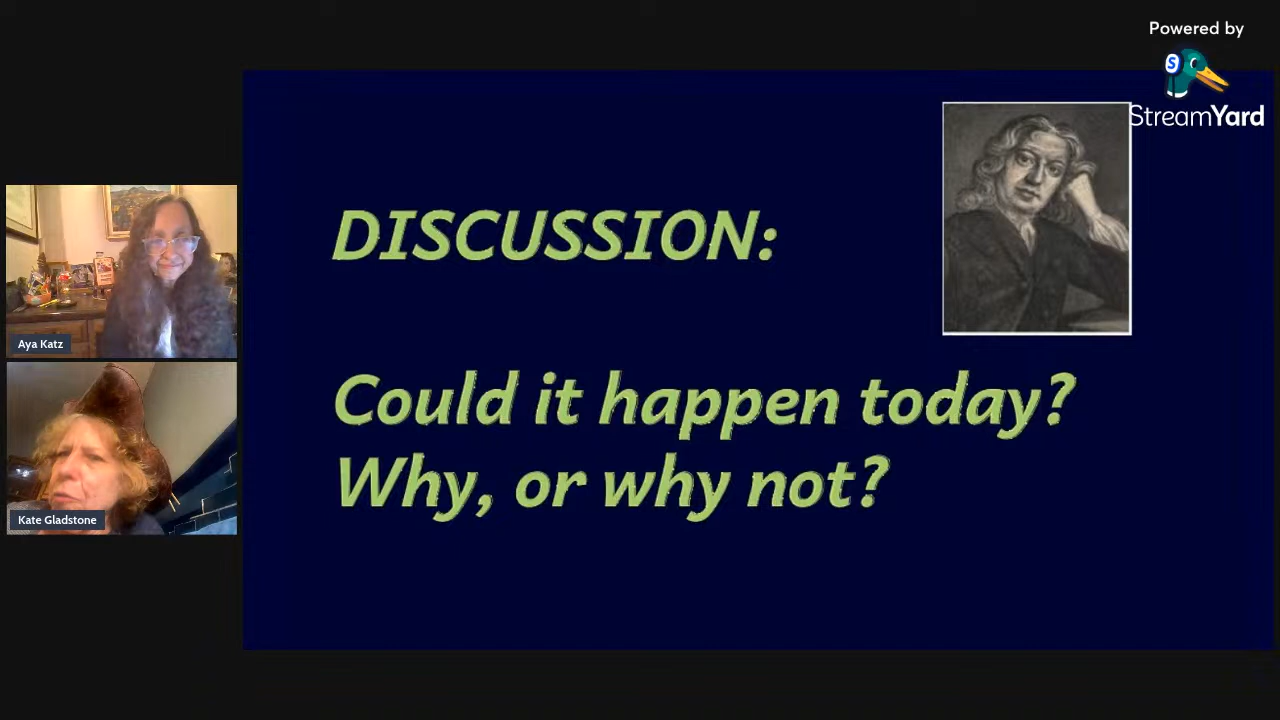 Powered by
StreamYard
DISCUSSION:
Could it happen today?
Why, or why not?
Aya Katz
Kate Gladstone